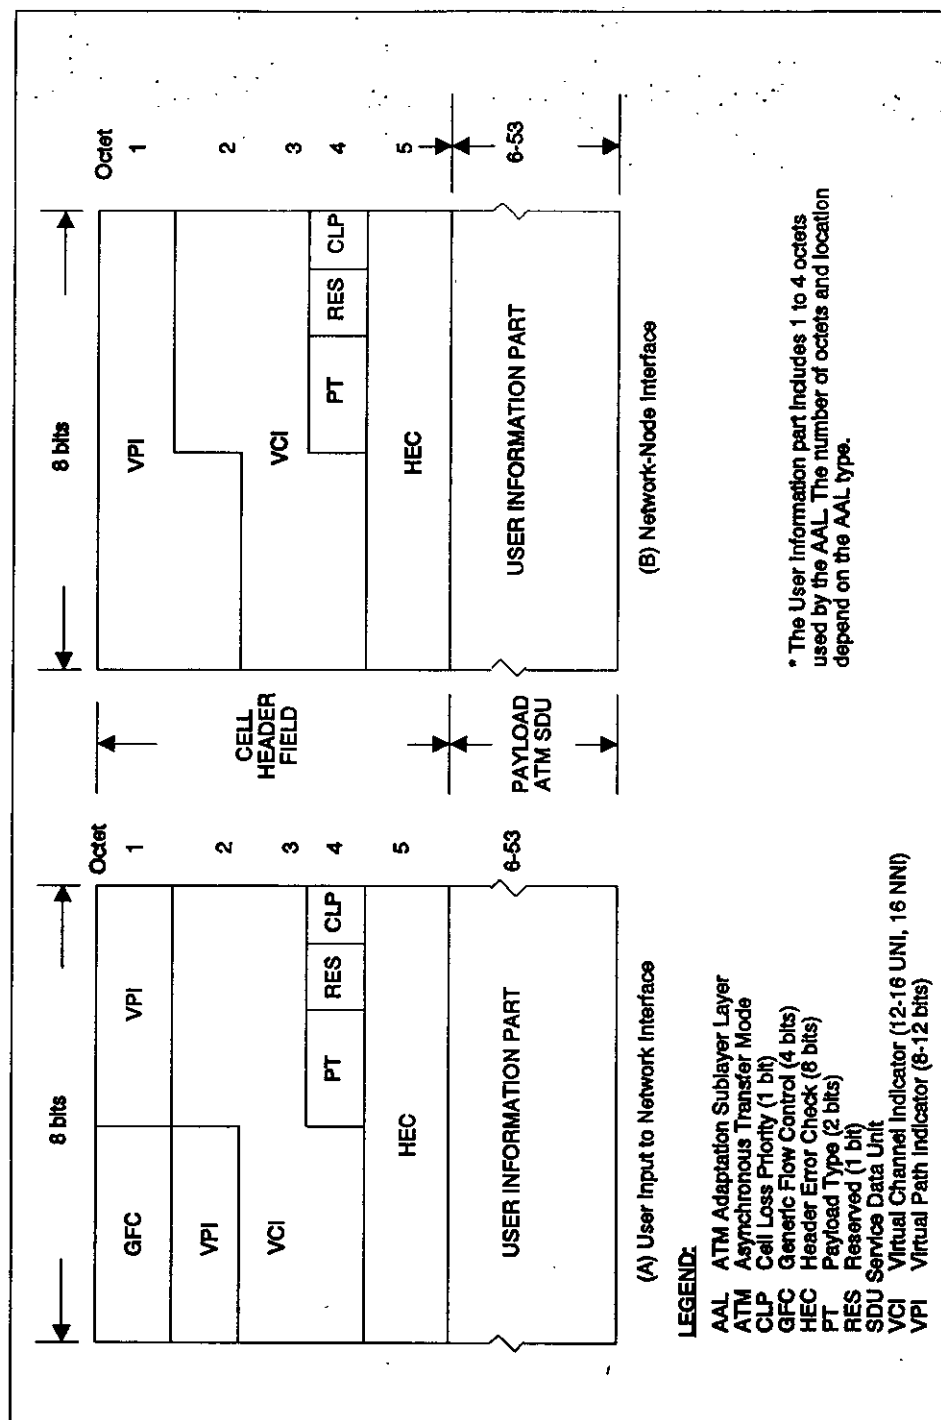 8 bits
Octet
GFC
VPI
1
VPI
2
VCI
3
PT
RES
CLP
4
HEC
5
USER INFORMATION PART
6-53
(A) User Input to Network Interface
CELL
HEADER
FIELD
PAYLOAD
ATM SDU
8 bits
Octet
VPI
1
2
VCI
3
PT
RES
CLP
4
HEC
5
USER INFORMATION PART
6-53
(B) Network-Node Interface
LEGEND:
AAL ATM Adaptation Sublayer Layer
ATM Asynchronous Transfer Mode
CLP Cell Loss Priority (1 bit)
GFC Generic Flow Control (4 bits)
HEC Header Error Check (8 bits)
PT Payload Type (2 bits)
RES Reserved (1 bit)
SDU Service Data Unit
VCI Virtual Channel Indicator (12-16 UNI, 16 NNI)
VPI Virtual Path Indicator (8-12 bits)
* The User Information part Includes 1 to 4 octets
used by the AAL. The number of octets and location
depend on the AAL type.